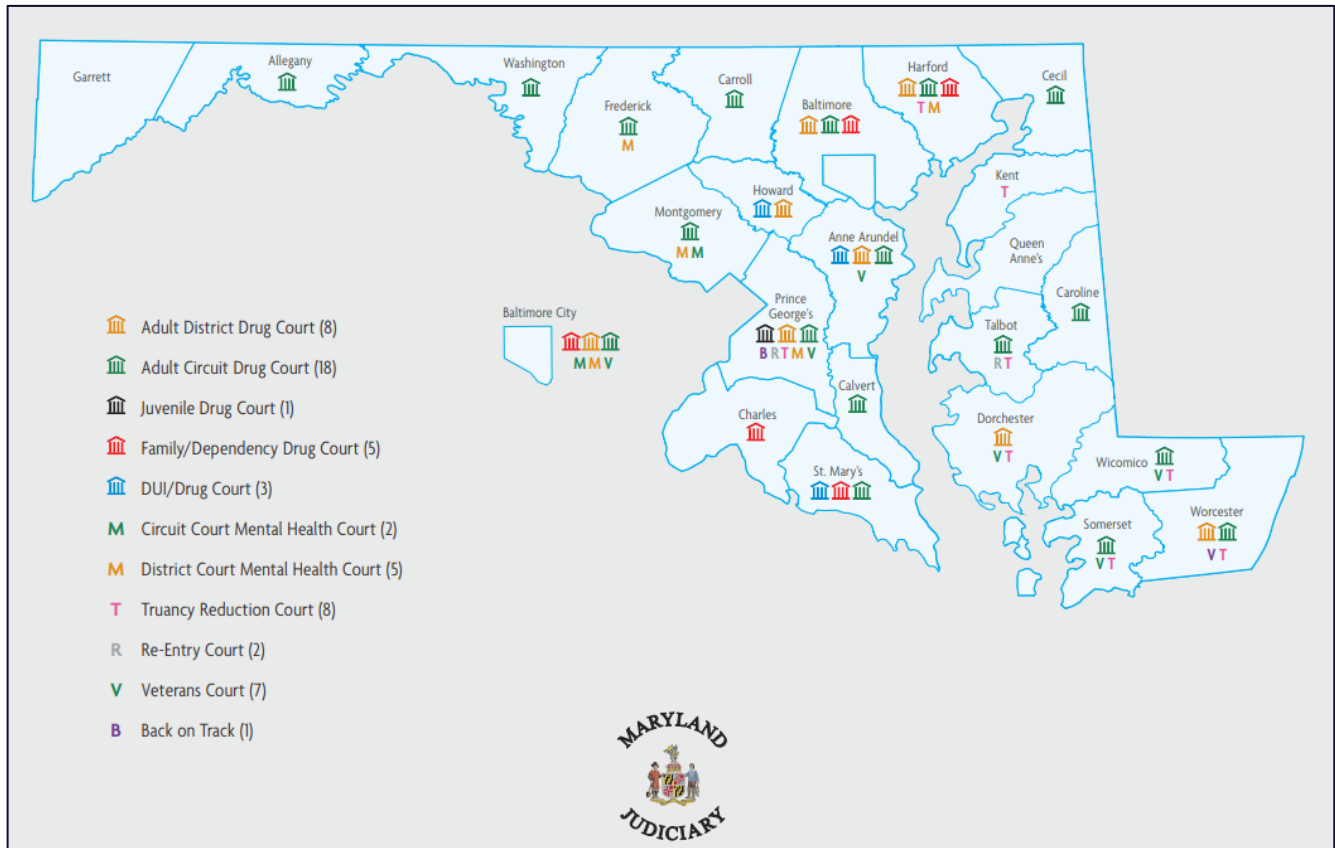 Garrett
Allegany
Washington
Frederick
M
Carroll
Baltimore
Harford
T M
Cecil
Kent
T
Howard
Montgomery
M M
Anne Arundel
V
Queen
Anne's
Caroline
Prince
George's
B R T M V
Talbot
R T
Baltimore City
M M V
Calvert
Charles
Dorchester
V T
St. Mary's
Wicomico
V T
Somerset
V T
Worcester
V T
Adult District Drug Court (8)
Adult Circuit Drug Court (18)
Juvenile Drug Court (1)
Family/Dependency Drug Court (5)
DUI/Drug Court (3)
M Circuit Court Mental Health Court (2)
M District Court Mental Health Court (5)
T Truancy Reduction Court (8)
R Re-Entry Court (2)
V Veterans Court (7)
B Back on Track (1)
MARYLAND
JUDICIARY